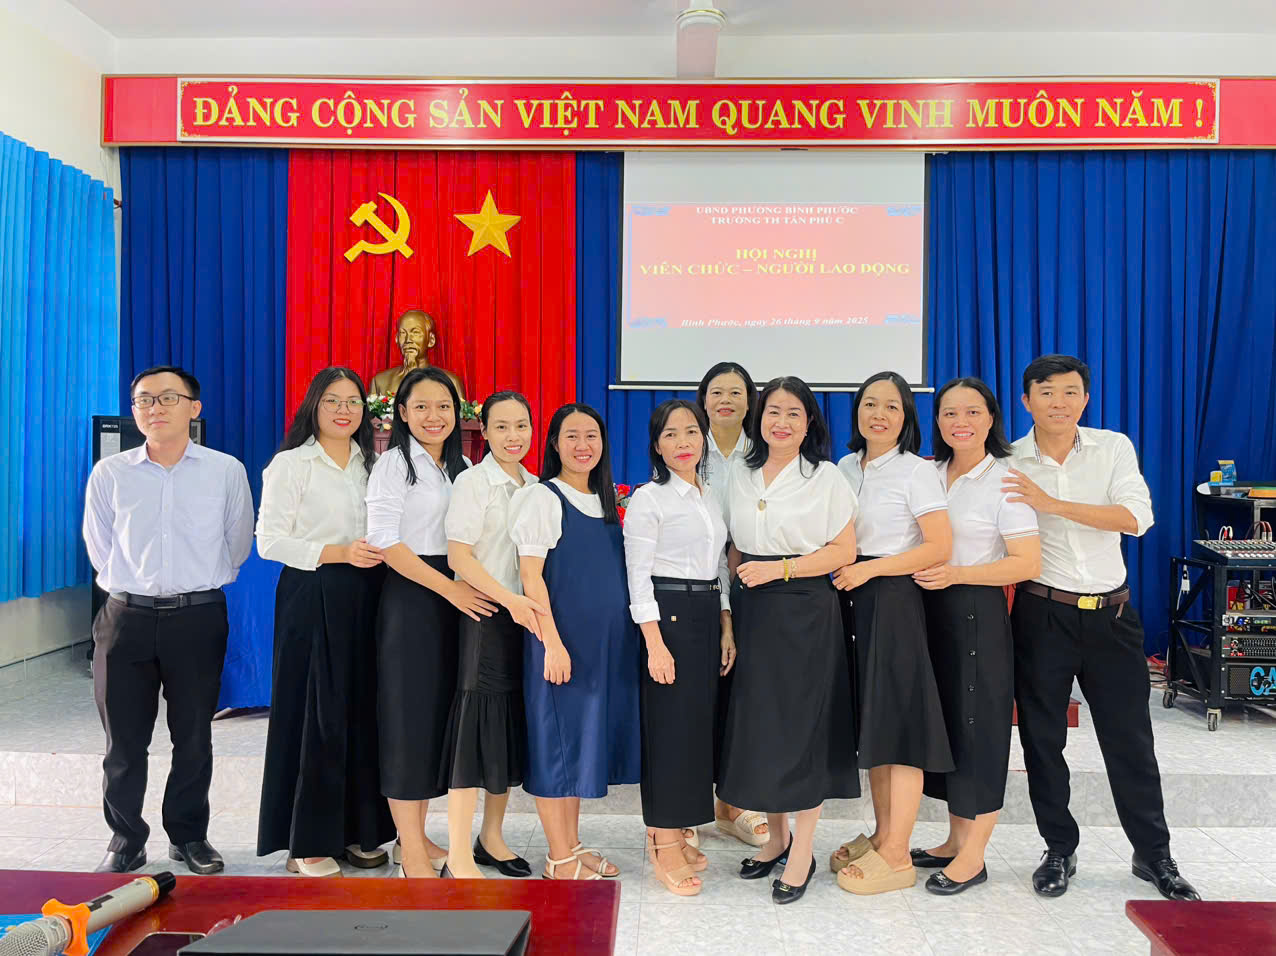 ĐẢNG CỘNG SẢN VIỆT NAM QUANG VINH MUÔN NĂM !
UBND PHƯỜNG BÌNH PHƯỚC
TRƯỜNG TH TÂN PHÚ C
HỘI NGHỊ
VIÊN CHỨC – NGƯỜI LAO ĐỘNG
Bình Phước, ngày 26 tháng 9 năm 2025